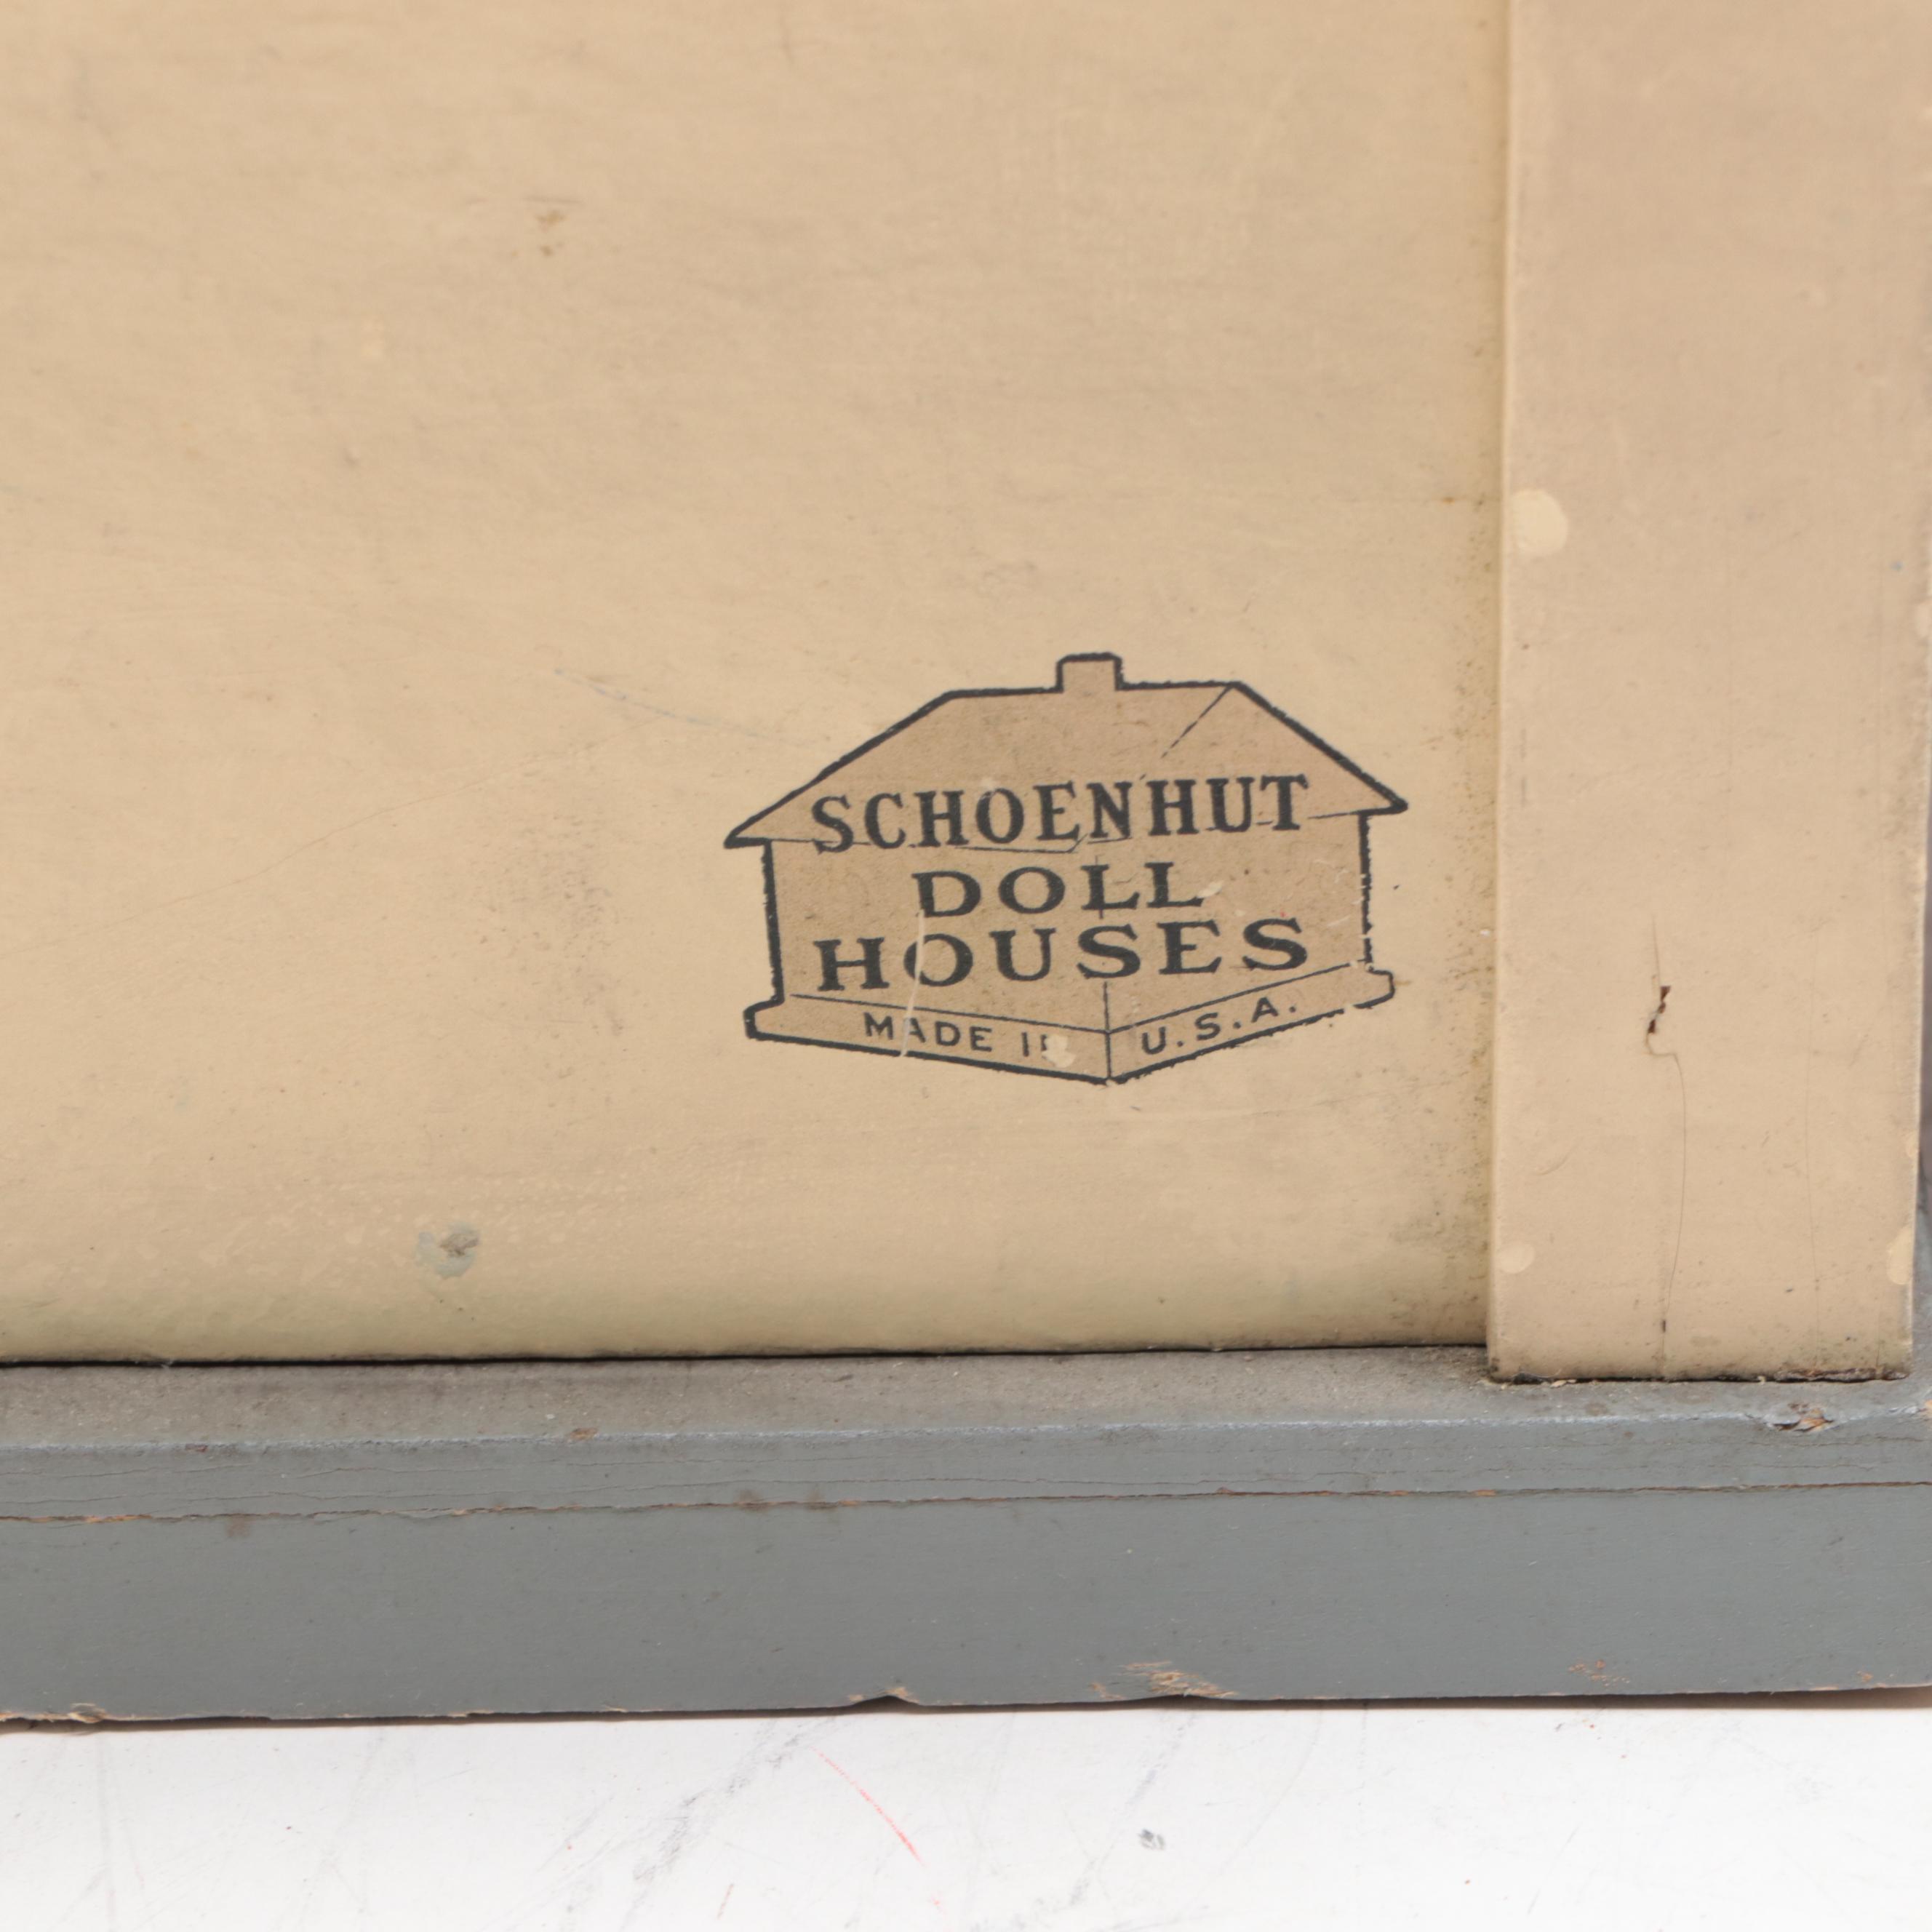 SCHOENHUT
DOLL
HOUSES
MADE IN U.S.A.